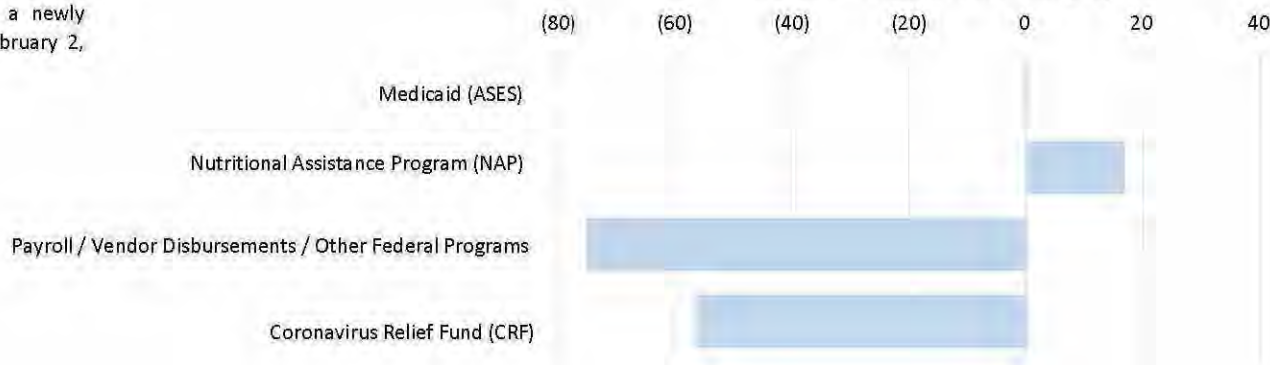 a newly
bruary 2,
(80) (60) (40) (20) 0 20 40
Medicaid (ASES)
Nutritional Assistance Program (NAP)
Payroll / Vendor Disbursements / Other Federal Programs
Coronavirus Relief Fund (CRF)